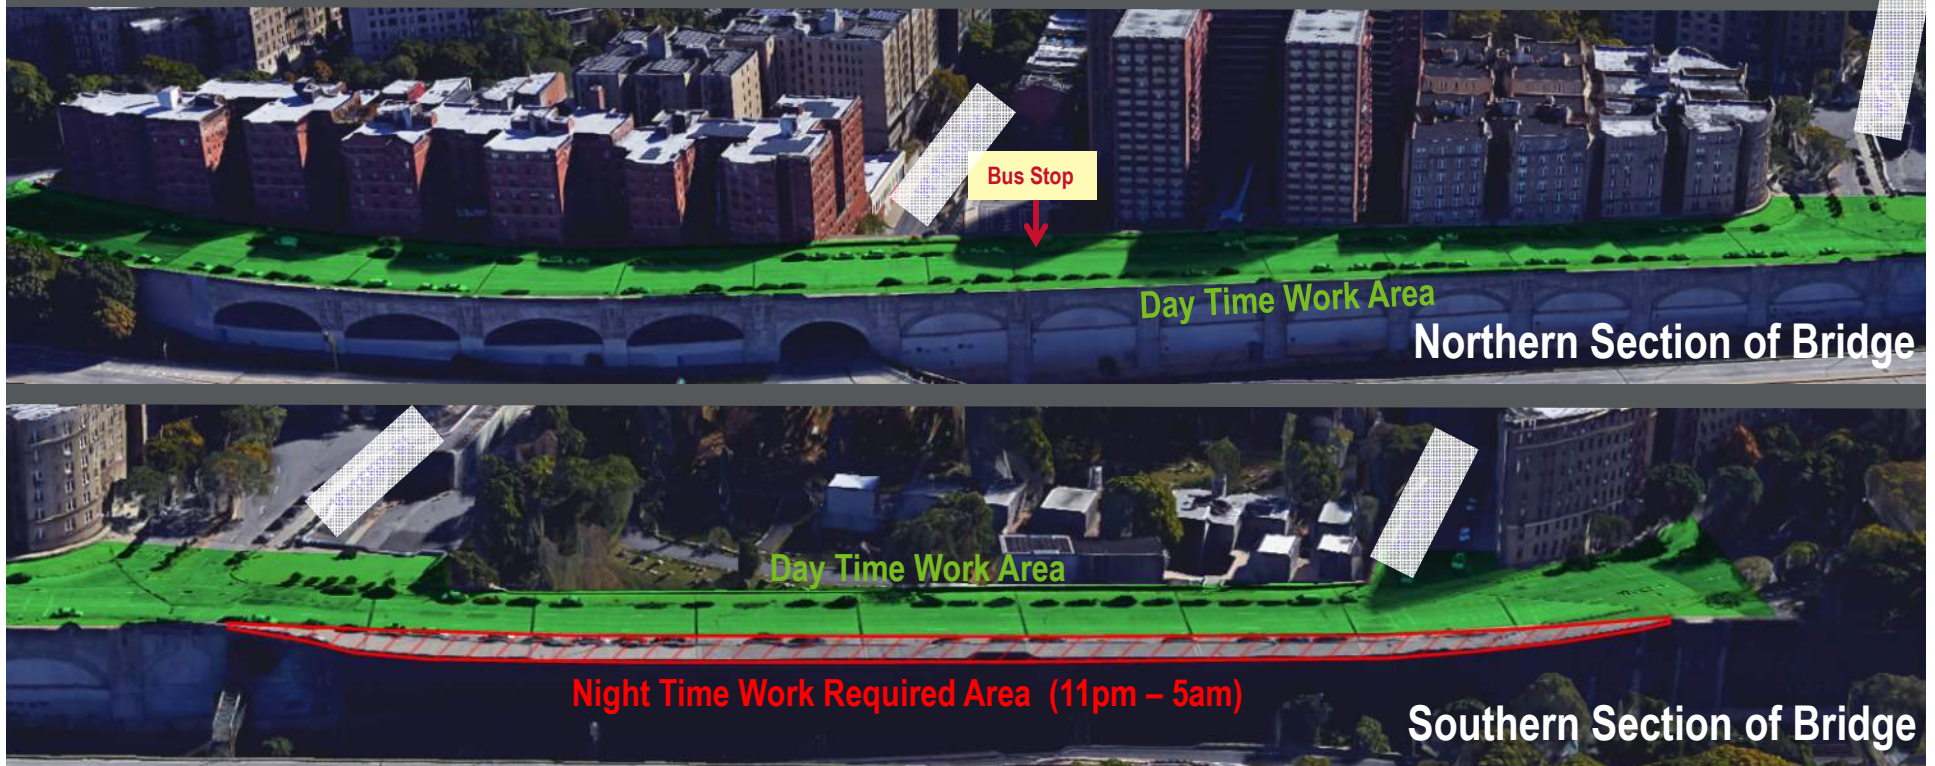 Bus Stop
Day Time Work Area
Northern Section of Bridge
Day Time Work Area
Night Time Work Required Area (11pm – 5am)
Southern Section of Bridge